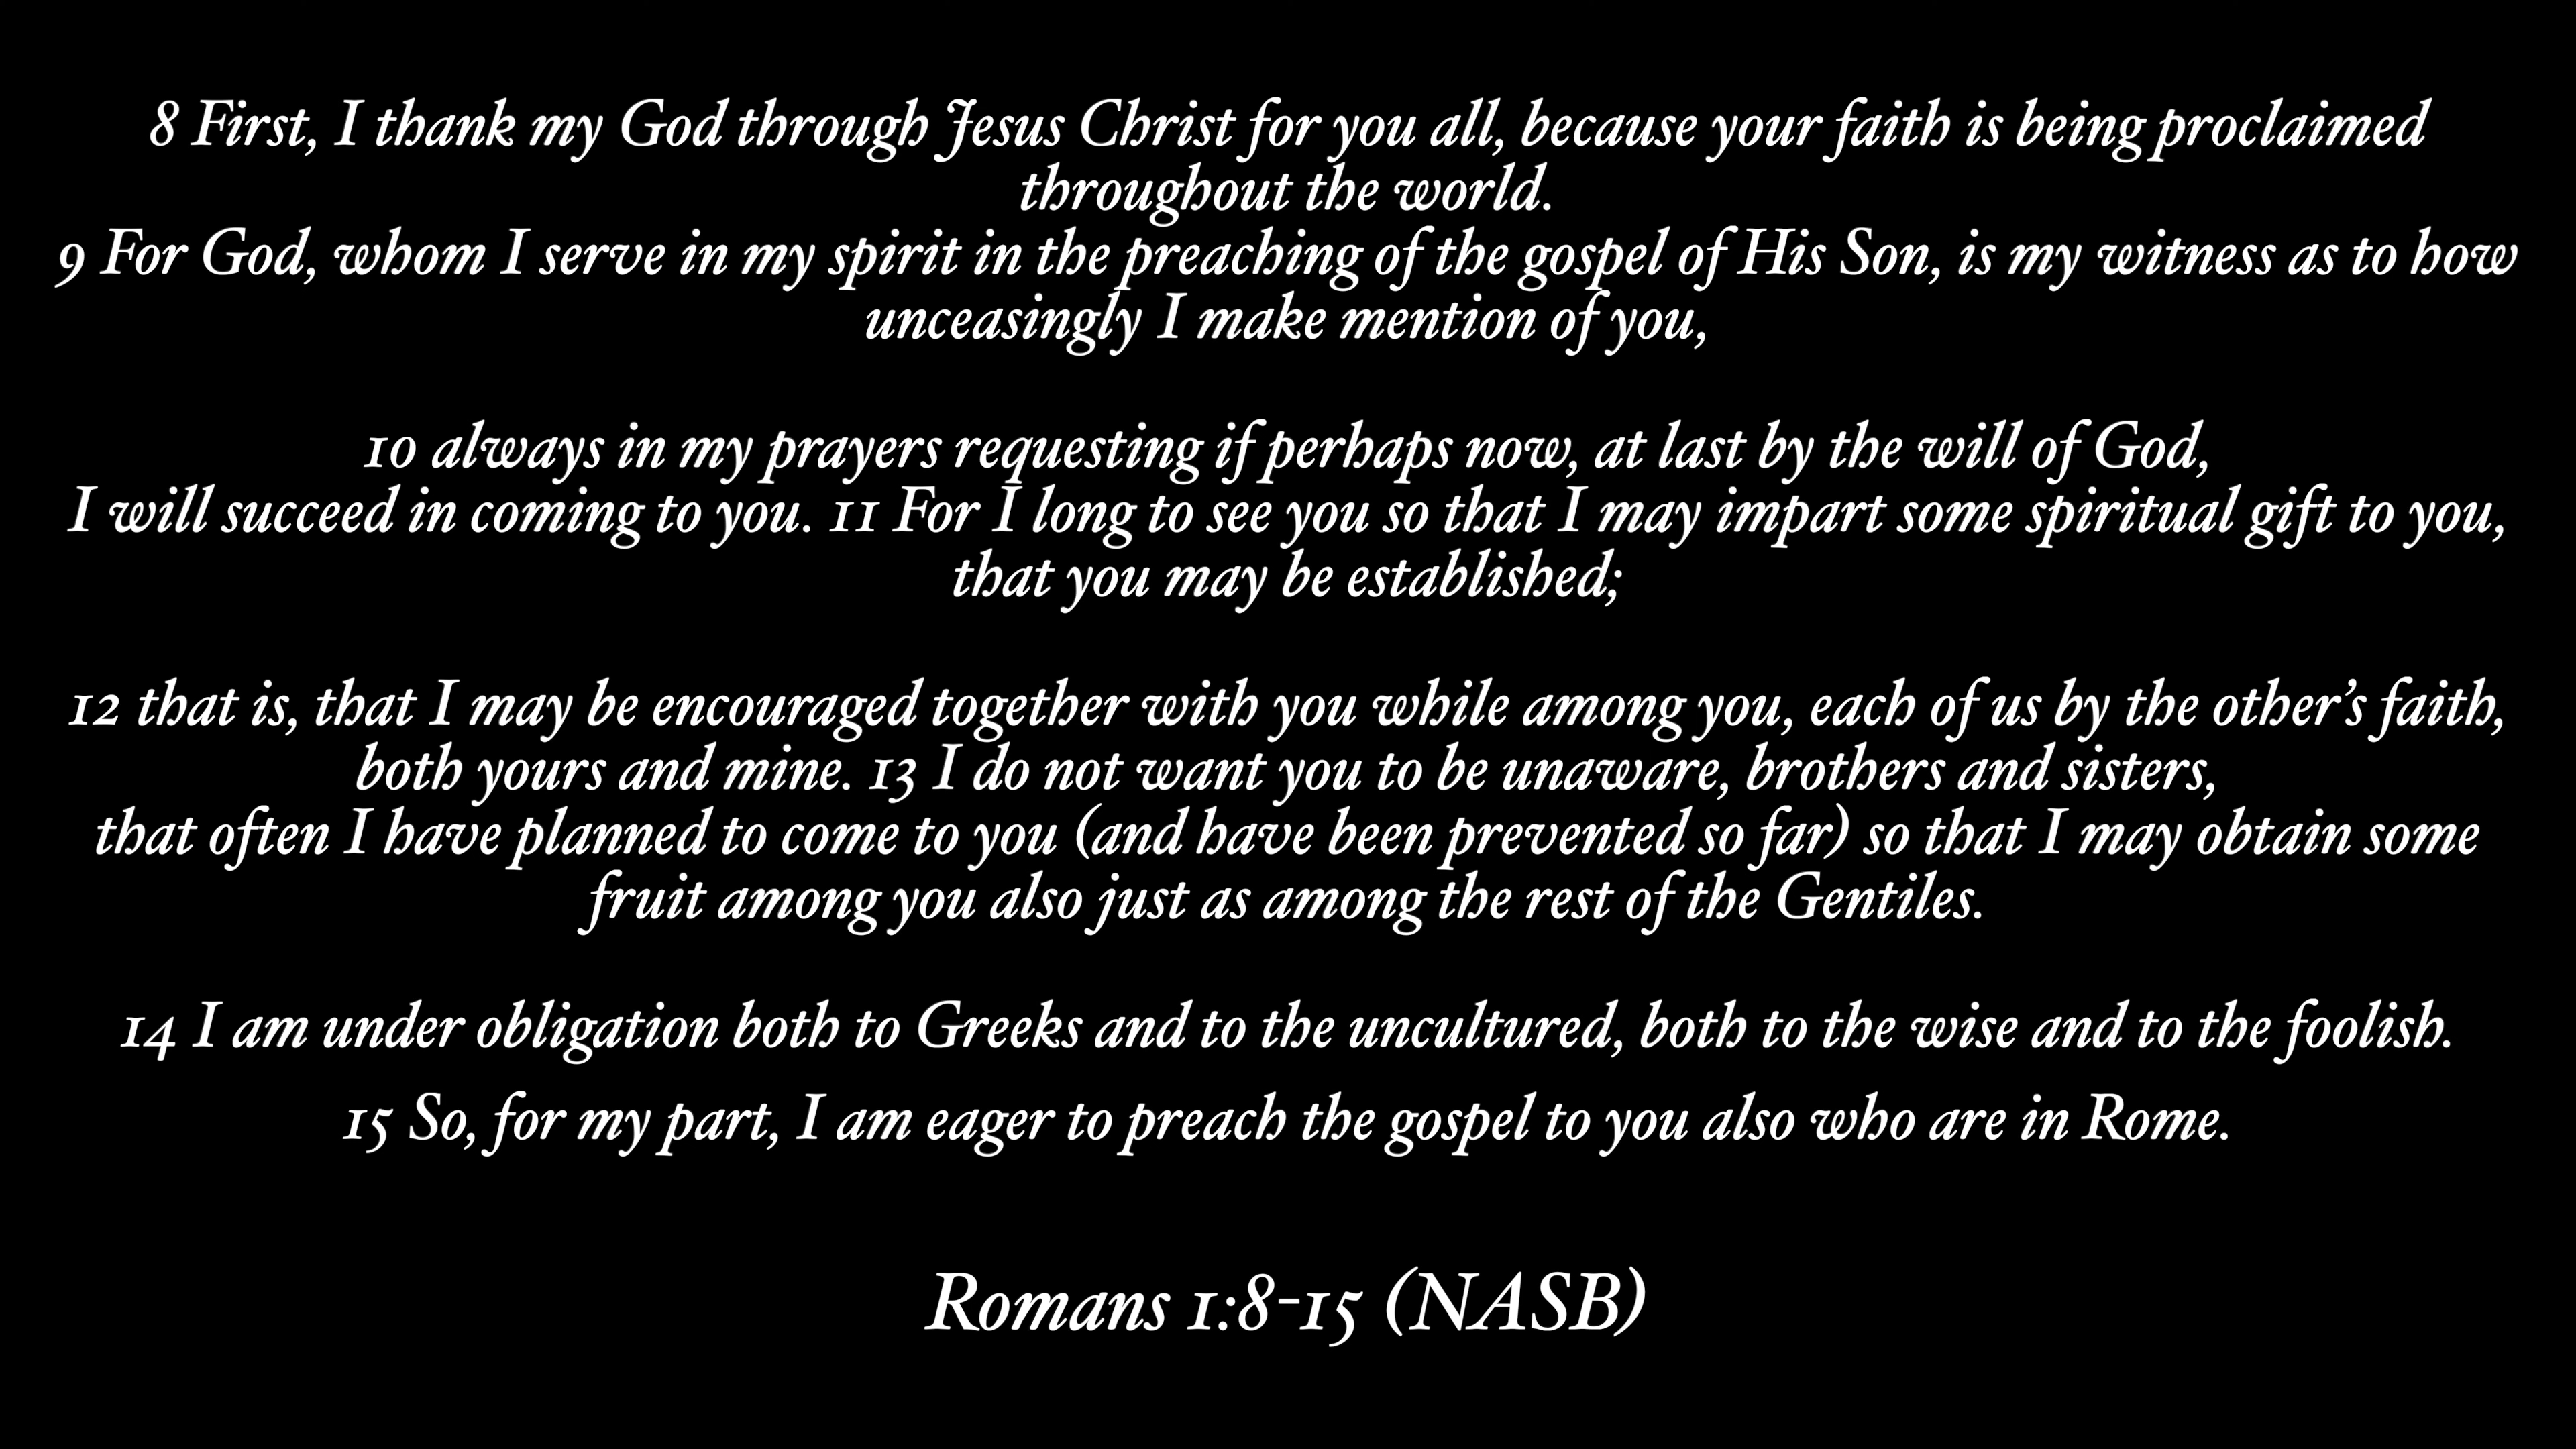 8 First, I thank my God through Jesus Christ for you all, because your faith is being proclaimed
throughout the world.
9 For God, whom I serve in my spirit in the preaching of the gospel of His Son, is my witness as to how
unceasingly I make mention of you,
10 always in my prayers requesting if perhaps now, at last by the will of God,
I will succeed in coming to you. 11 For I long to see you so that I may impart some spiritual gift to you,
that you may be established;
12 that is, that I may be encouraged together with you while among you, each of us by the other’s faith,
both yours and mine. 13 I do not want you to be unaware, brothers and sisters,
that often I have planned to come to you (and have been prevented so far) so that I may obtain some
fruit among you also just as among the rest of the Gentiles.
14 I am under obligation both to Greeks and to the uncultured, both to the wise and to the foolish.
15 So, for my part, I am eager to preach the gospel to you also who are in Rome.
Romans 1:8-15 (NASB)